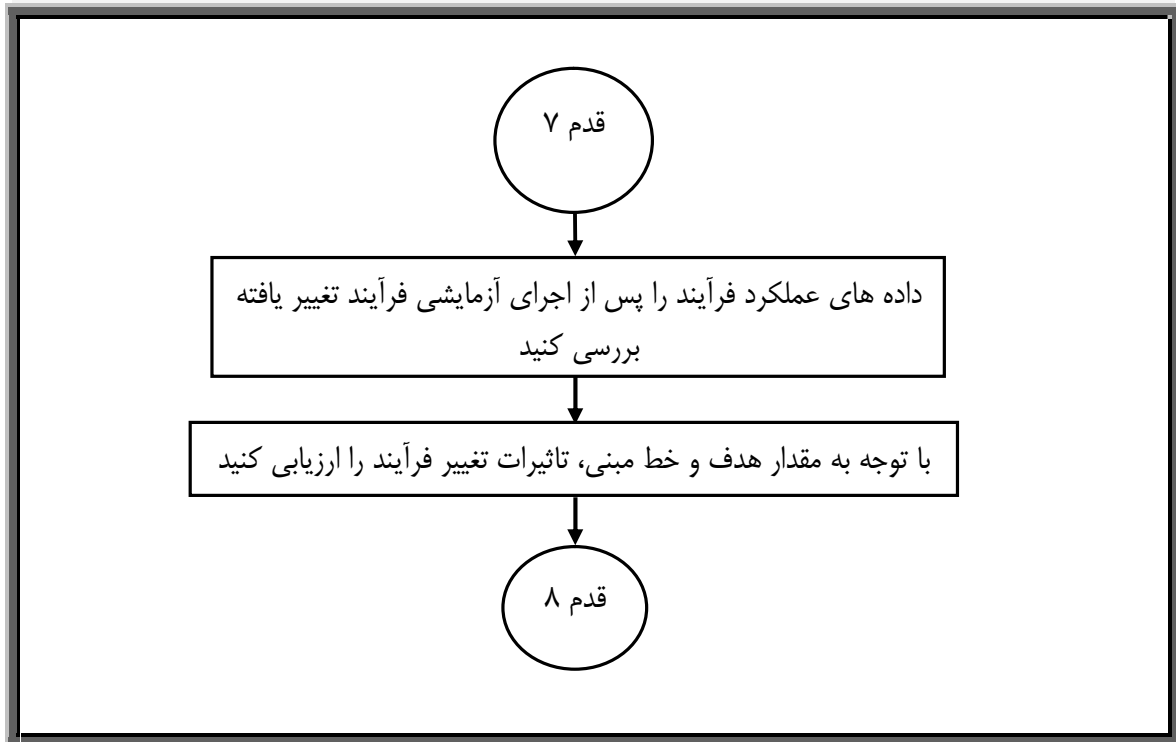 قدم ۷
داده های عملکرد فرآیند را پس از اجرای آزمایشی فرآیند تغییر یافته
بررسی کنید
با توجه به مقدار هدف و خط مبنی، تاثیرات تغییر فرآیند را ارزیابی کنید
قدم ۸